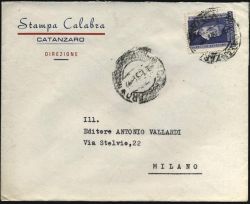 Stampa Calabra
CATANZARO
DIREZIONE
Ill.
Editore ANTONIO VALLARDI
Via Stelvio,22
MILANO